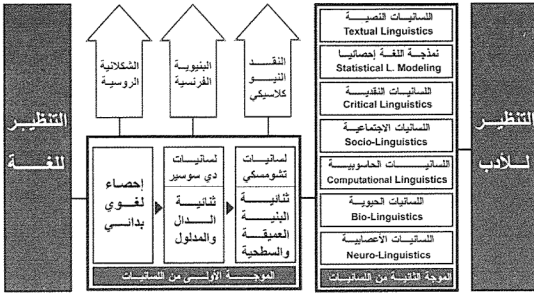 التنظير
للأدب
اللسانيات النصية
Textual Linguistics
نمذجة اللغة إحصائيا
Statistical L. Modeling
اللسانيات النقدية
Critical Linguistics
اللسانيات الاجتماعية
Socio-Linguistics
اللسانيات الحاسوبية
Computational Linguistics
اللسانيات الحيوية
Bio-Linguistics
اللسانيات الأعصابية
Neuro-Linguistics
الموجة الثانية من اللسانيات
النقد
النيو
كلاسيكي
البنيوية
الفرنسية
الشكلانية
الروسية
لسانيات
تشومسكي
ثنائية
البنية
العميقة
والسطحية
لسانيات
دي سوسير
ثنائية
الدال
والمدلول
إحصاء
لغوي
بدائي
الموجة الأولى من اللسانيات
التنظير
للغة